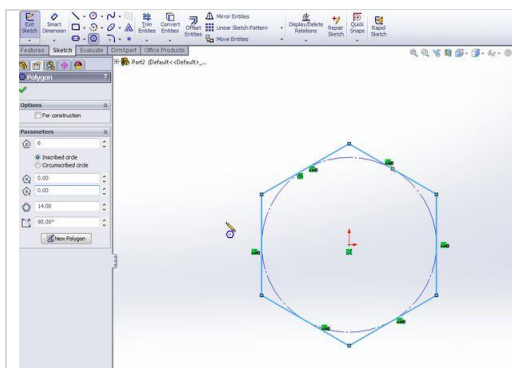 Exit Sketch
Smart Dimension
Trim Entities
Convert Entities
Offset Entities
Mirror Entities
Linear Sketch Pattern
Move Entities
Display/Delete Relations
Repair Sketch
Quick Snaps
Rapid Sketch
Features Sketch Evaluate DimXpert Office Products
Part2 (Default<<Default>_...
Polygon ?
Options
For construction
Parameters
6
Inscribed circle
Circumscribed circle
0.00
0.00
14.00
90.00°
New Polygon